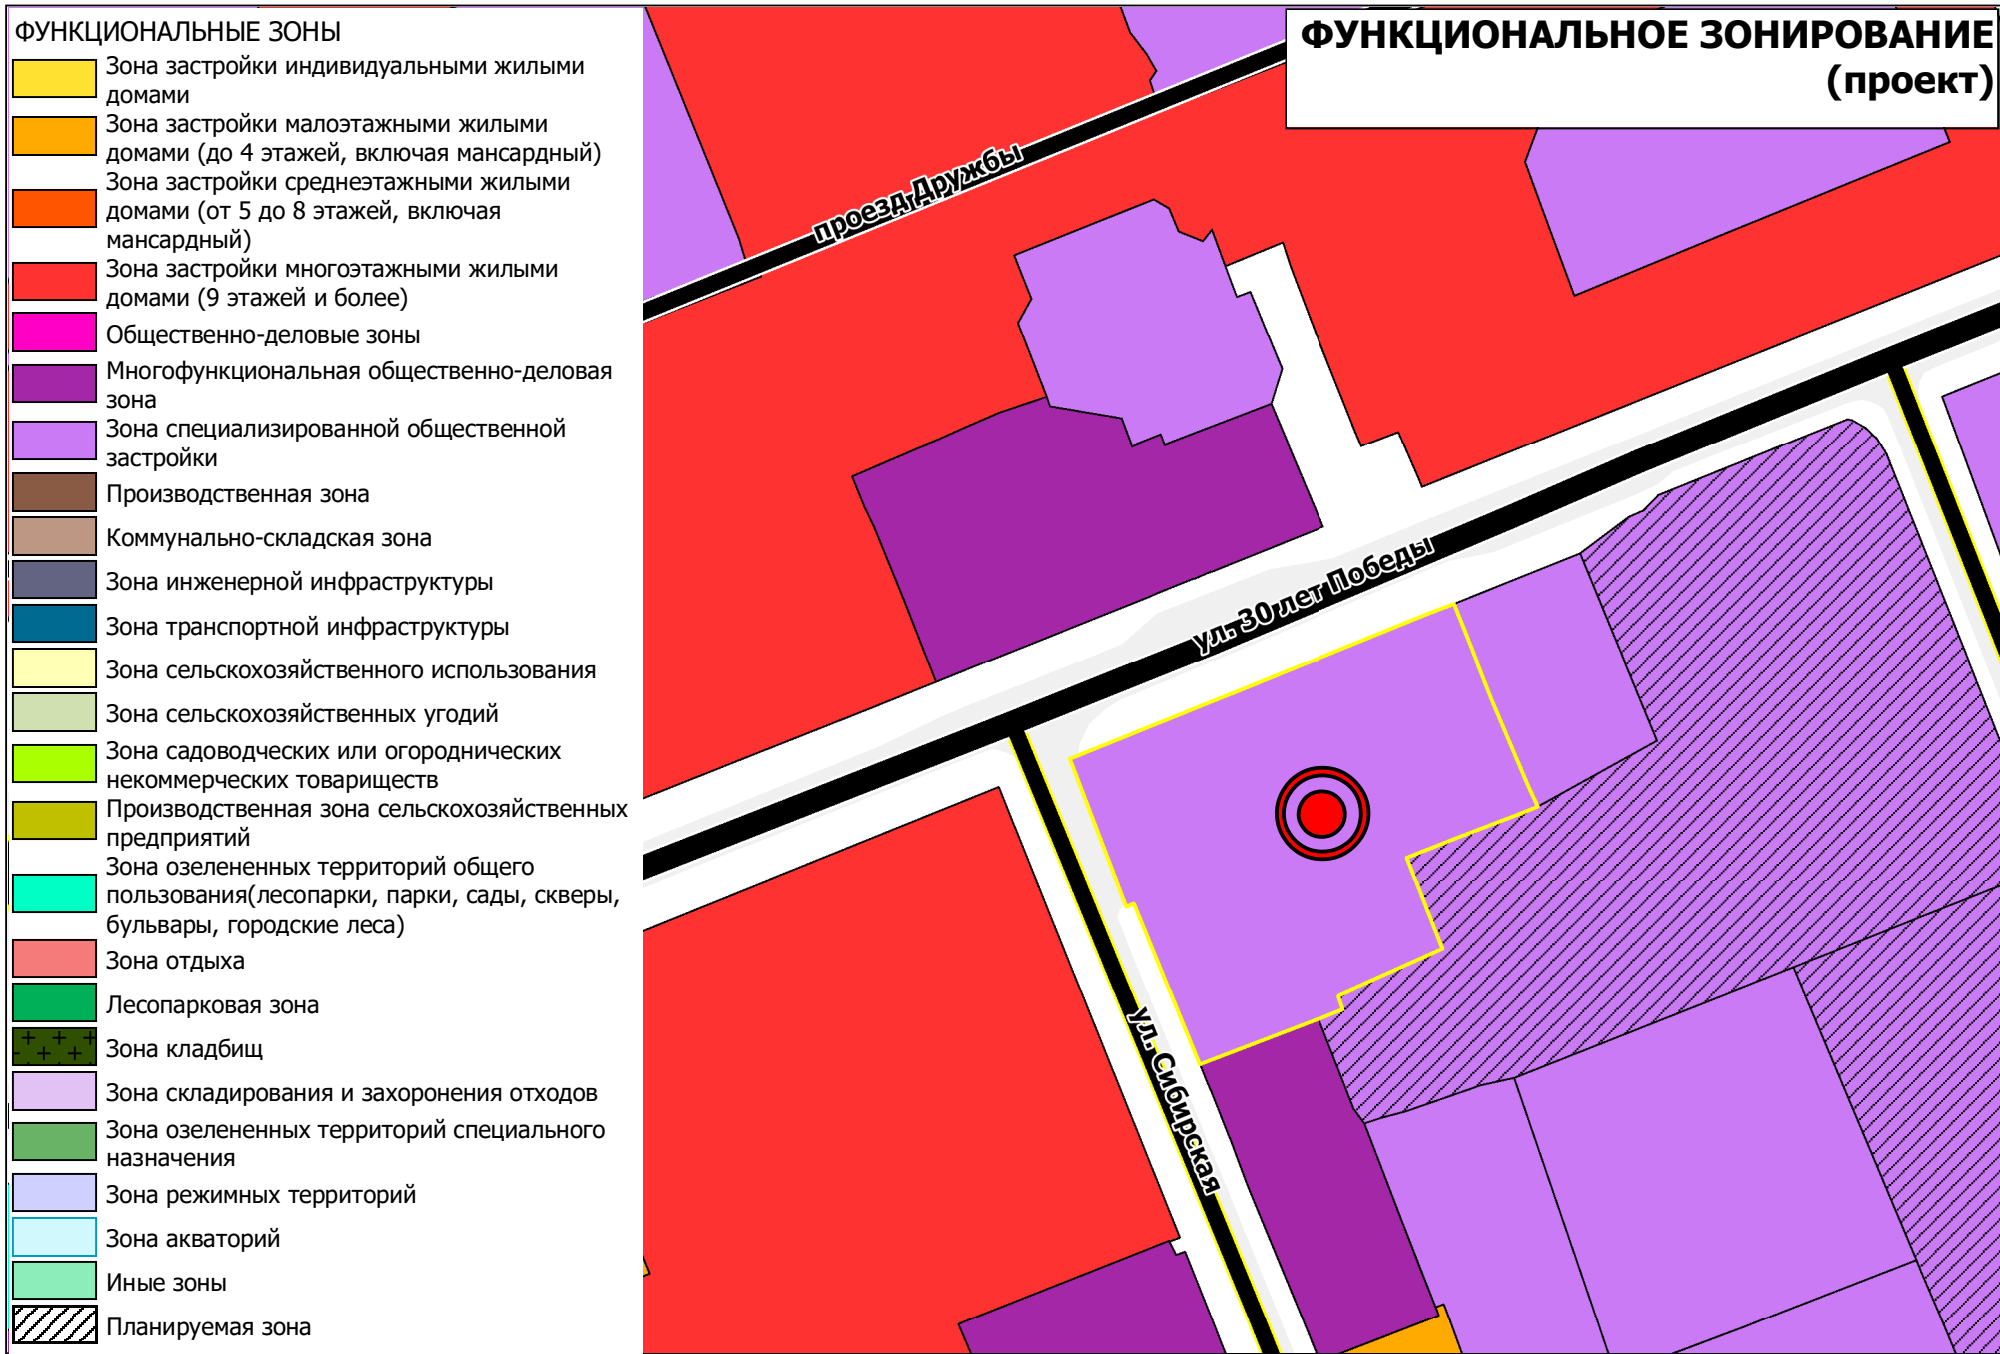 ФУНКЦИОНАЛЬНЫЕ ЗОНЫ
Зона застройки индивидуальными жилыми
домами
Зона застройки малоэтажными жилыми
домами (до 4 этажей, включая мансардный)
Зона застройки среднеэтажными жилыми
домами (от 5 до 8 этажей, включая
мансардный)
Зона застройки многоэтажными жилыми
домами (9 этажей и более)
Общественно-деловые зоны
Многофункциональная общественно-деловая
зона
Зона специализированной общественной
застройки
Производственная зона
Коммунально-складская зона
Зона инженерной инфраструктуры
Зона транспортной инфраструктуры
Зона сельскохозяйственного использования
Зона сельскохозяйственных угодий
Зона садоводческих или огороднических
некоммерческих товариществ
Производственная зона сельскохозяйственных
предприятий
Зона озелененных территорий общего
пользования(лесопарки, парки, сады, скверы,
бульвары, городские леса)
Зона отдыха
Лесопарковая зона
Зона кладбищ
Зона складирования и захоронения отходов
Зона озелененных территорий специального
назначения
Зона режимных территорий
Зона акваторий
Иные зоны
Планируемая зона
ФУНКЦИОНАЛЬНОЕ ЗОНИРОВАНИЕ
(проект)
проезд Дружбы
ул. 30 лет Победы
ул. Сибирская